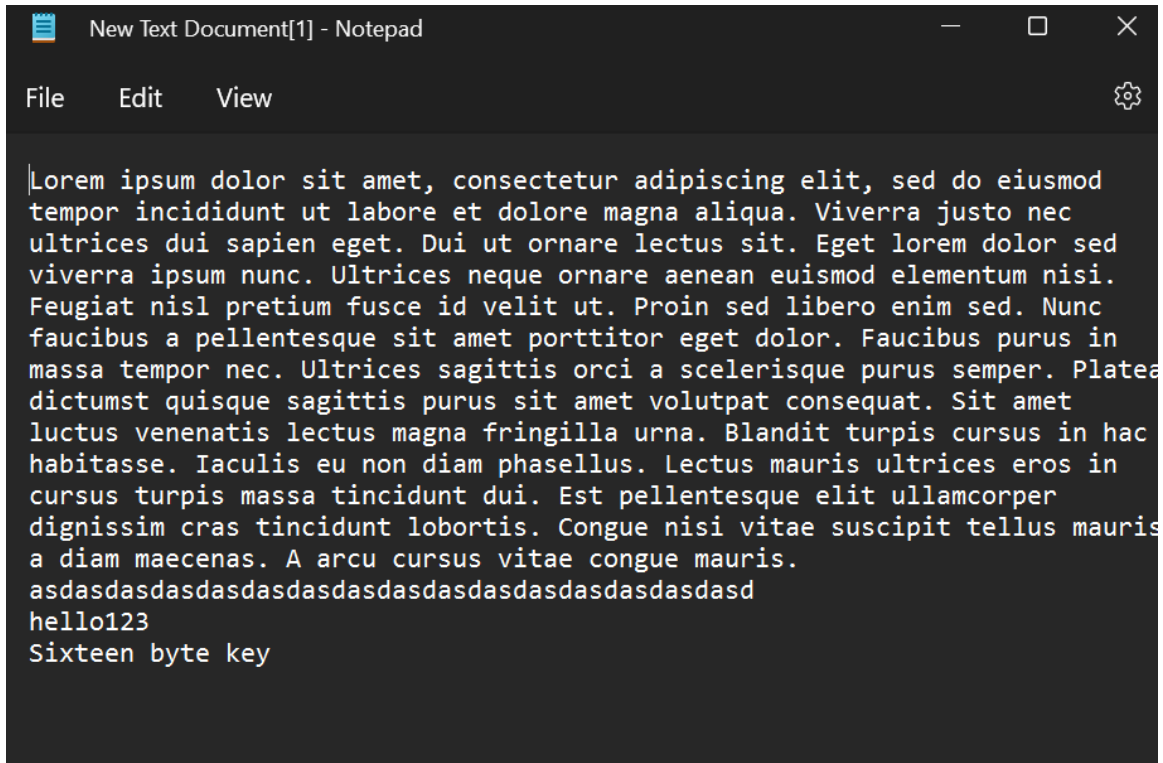 New Text Document[1] - Notepad
File Edit View
Lorem ipsum dolor sit amet, consectetur adipiscing elit, sed do eiusmod
tempor incididunt ut labore et dolore magna aliqua. Viverra justo nec
ultrices dui sapien eget. Dui ut ornare lectus sit. Eget lorem dolor sed
viverra ipsum nunc. Ultrices neque ornare aenean euismod elementum nisi.
Feugiat nisl pretium fusce id velit ut. Proin sed libero enim sed. Nunc
faucibus a pellentesque sit amet porttitor eget dolor. Faucibus purus in
massa tempor nec. Ultrices sagittis orci a scelerisque purus semper. Platea
dictumst quisque sagittis purus sit amet volutpat consequat. Sit amet
luctus venenatis lectus magna fringilla urna. Blandit turpis cursus in hac
habitasse. Iaculis eu non diam phasellus. Lectus mauris ultrices eros in
cursus turpis massa tincidunt dui. Est pellentesque elit ullamcorper
dignissim cras tincidunt lobortis. Congue nisi vitae suscipit tellus mauris
a diam maecenas. A arcu cursus vitae congue mauris.
asdasdasdasdasdasdasdasdasdasdasdasdasdasdasdasd
hello123
Sixteen byte key